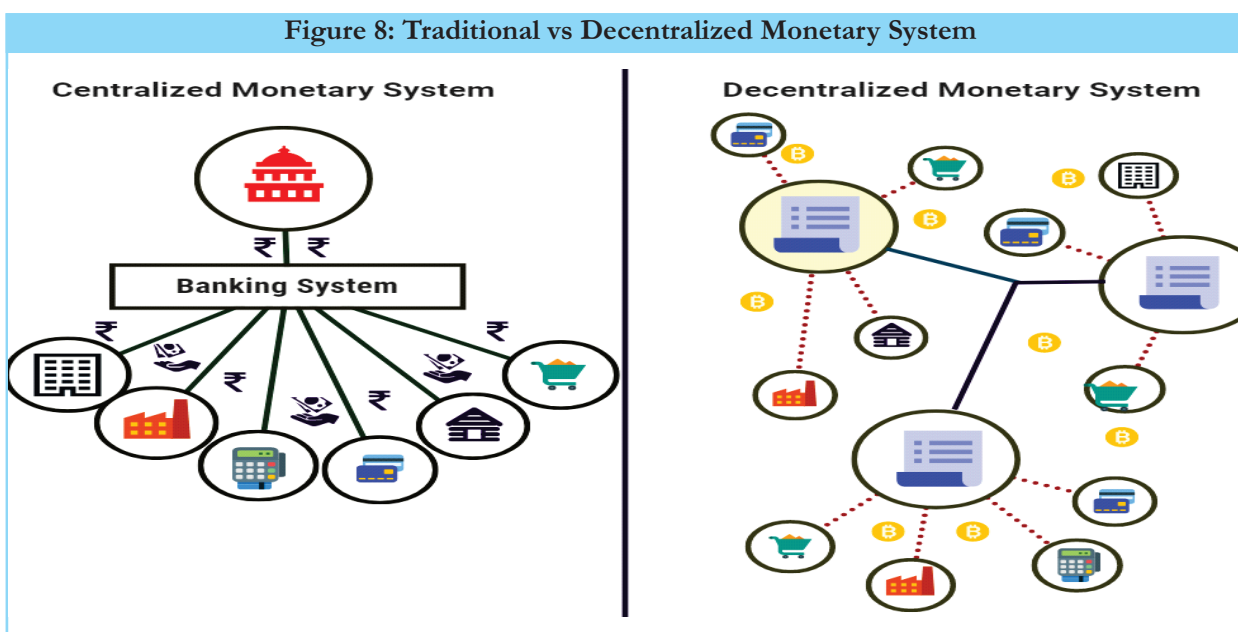 Figure 8: Traditional vs Decentralized Monetary System
Centralized Monetary System
₹ ₹
Banking System
₹ ₹
₹ ₹
Decentralized Monetary System
₿
₿
₿
₿
₿
₿
₿ ₿